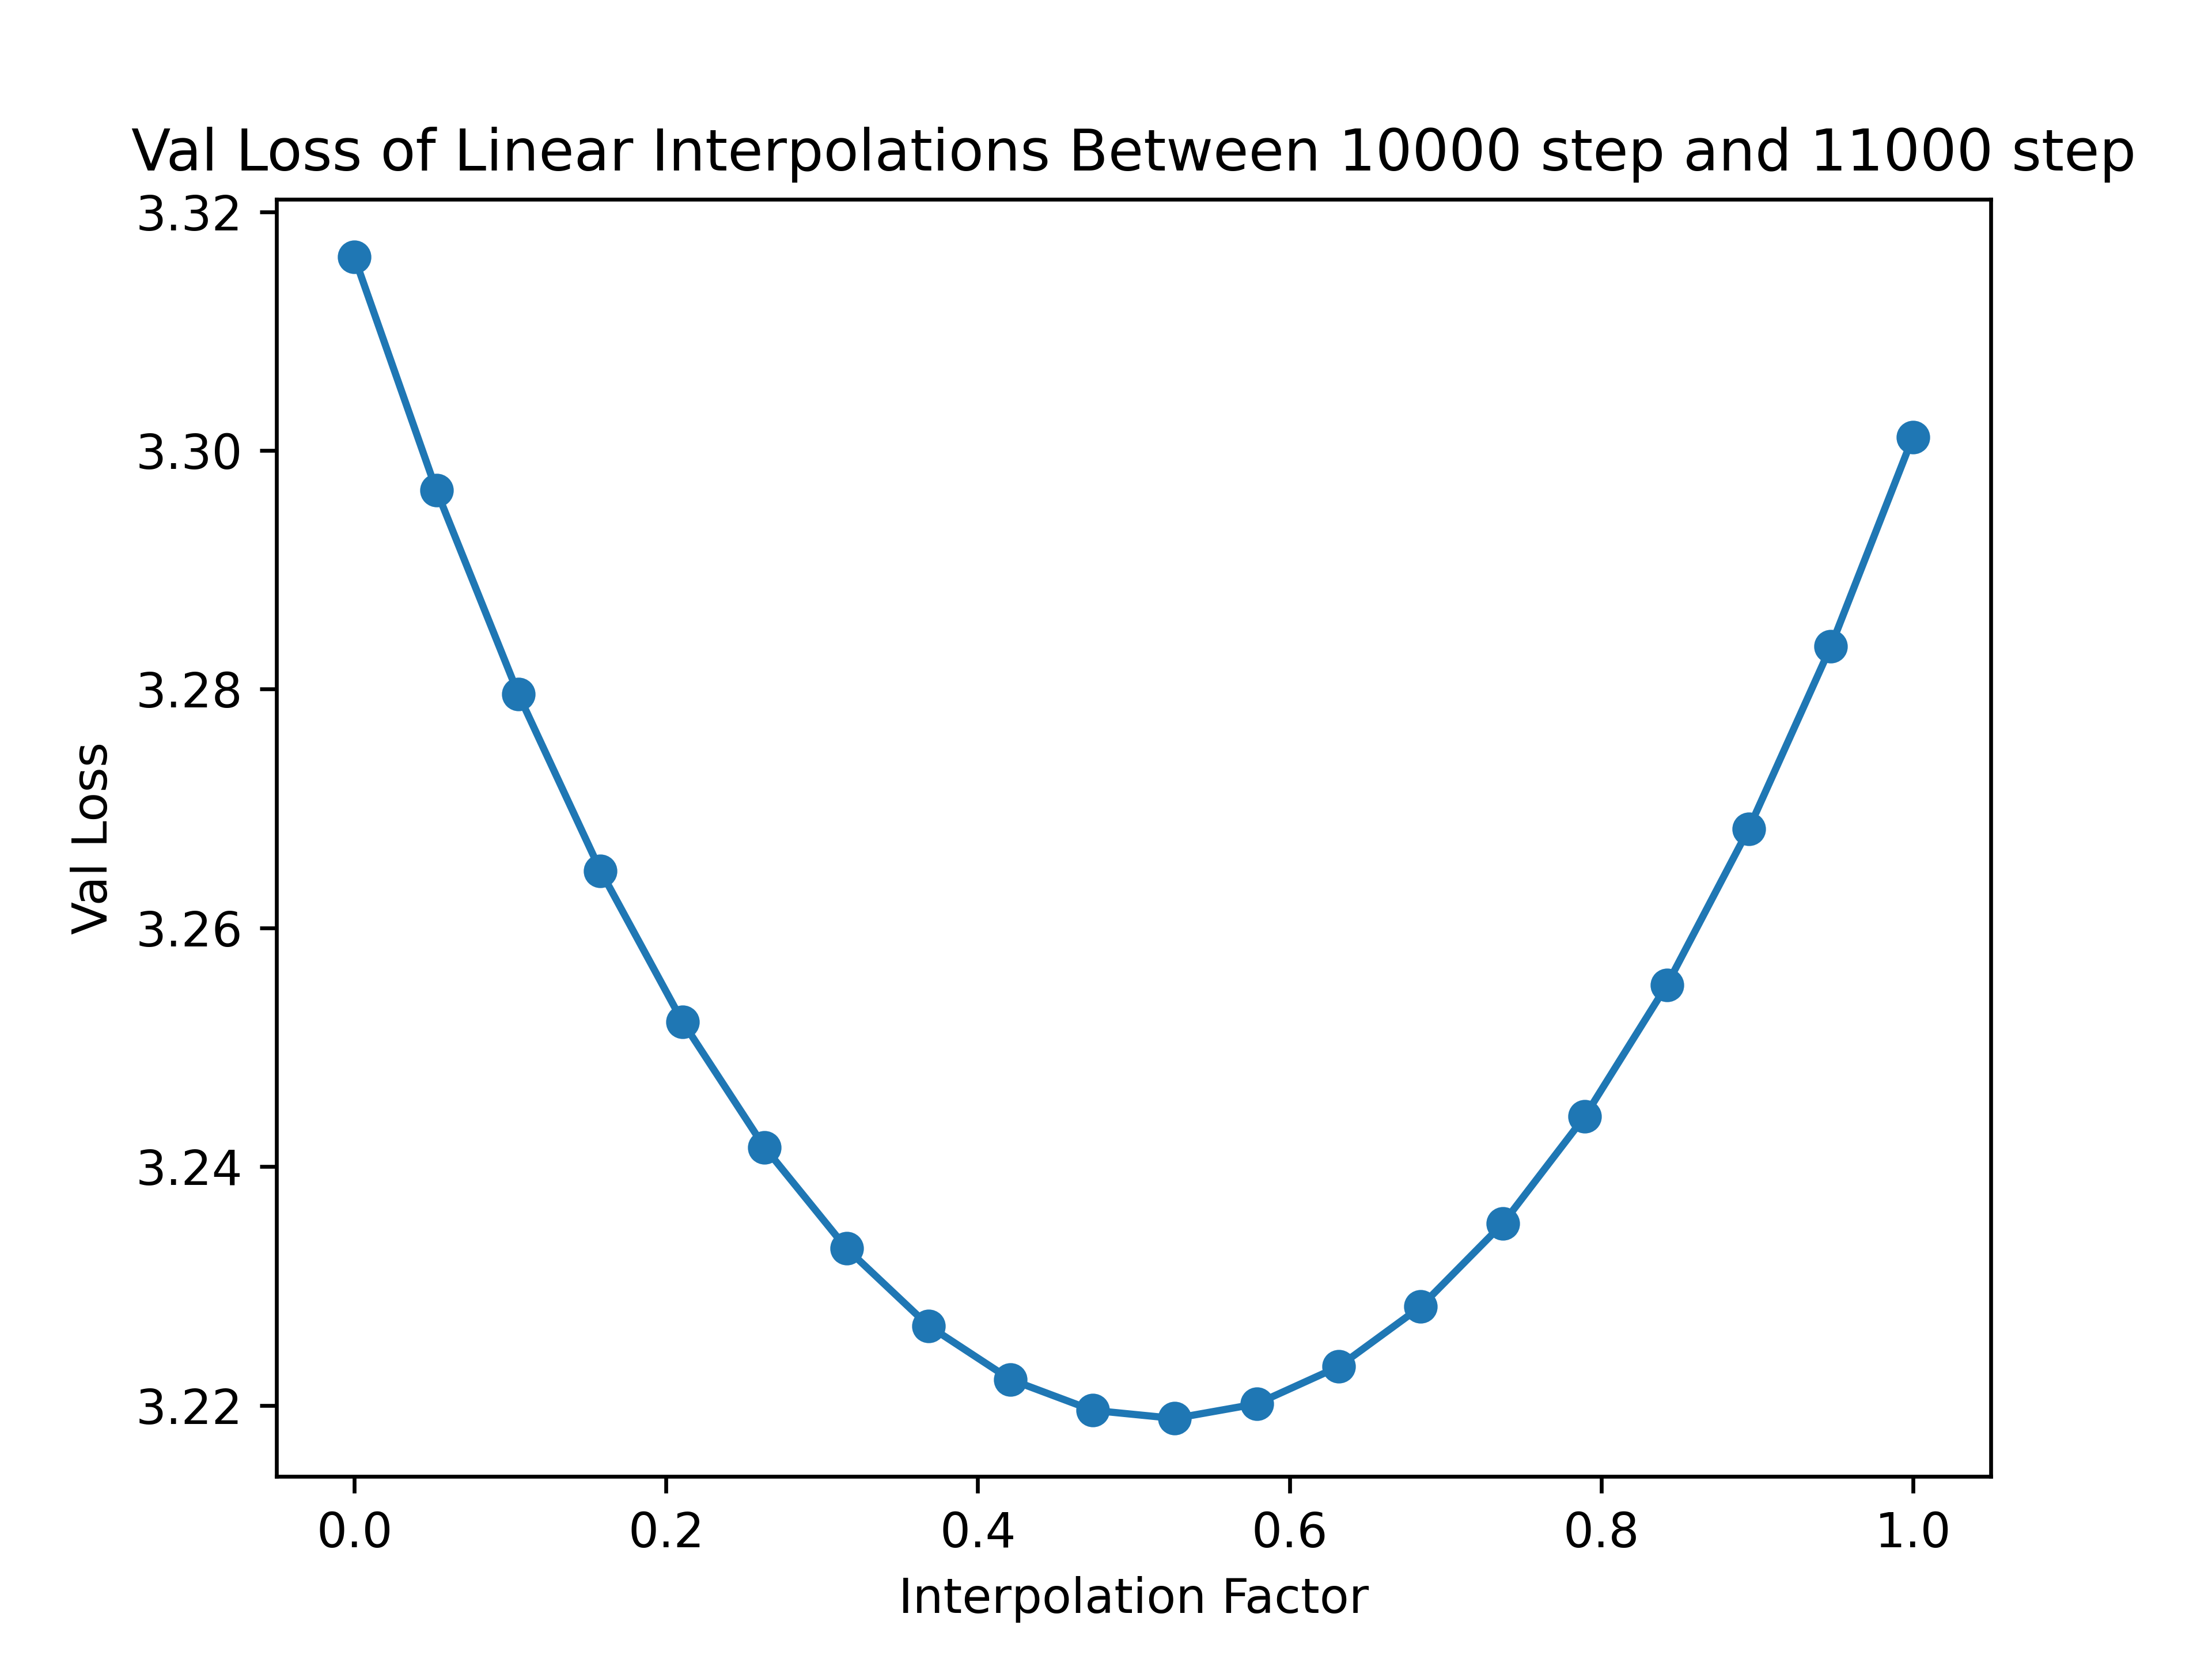 Val Loss of Linear Interpolations Between 10000 step and 11000 step
3.32
3.30
3.28
3.26
3.24
3.22
Val Loss
0.0 0.2 0.4 0.6 0.8 1.0
Interpolation Factor